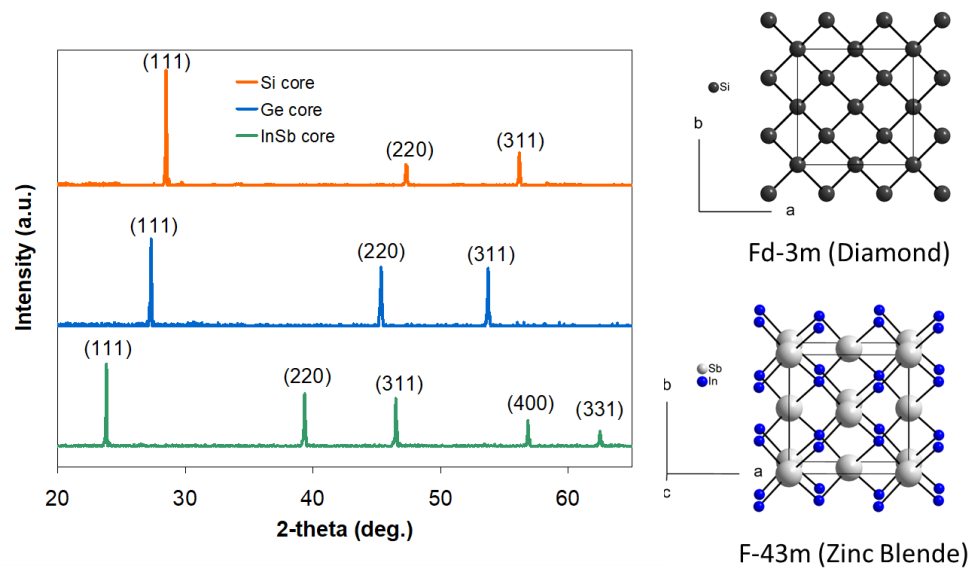 Intensity (a.u.)
Si core
Ge core
InSb core
(111)
(220)
(311)
(111)
(220)
(311)
(111)
(220)
(311)
(400)
(331)
20
30
40
50
60
2-theta (deg.)
Si
b
a
Fd-3m (Diamond)
Sb
In
b
a
c
F-43m (Zinc Blende)